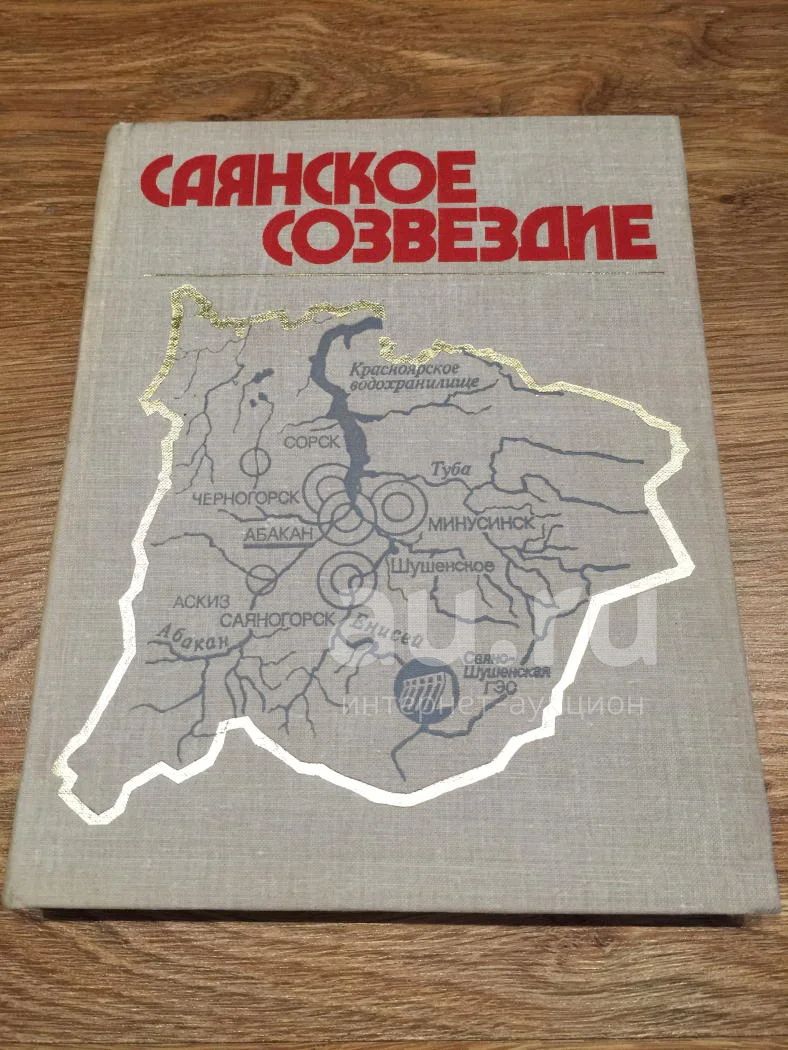 САЯНСКОЕ
СОЗВЕЗДИЕ
Красноярское
водохранилище
СОРСК
Туба
ЧЕРНОГОРСК
МИНУСИНСК
АБАКАН
Шушенское
АСКИЗ
САЯНОГОРСК
Абакан
Енисей
au.ru
Саяно-
Шушенская
ГЭС
интернет-аукцион